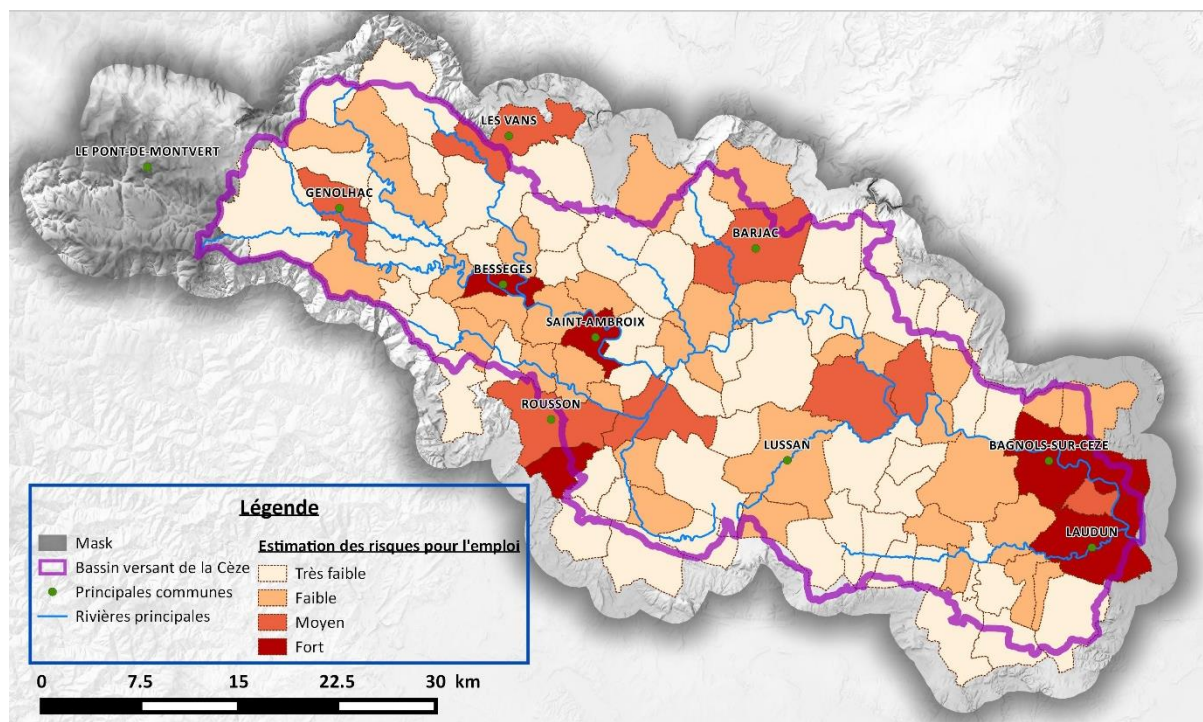 LES VANS
LE PONT-DE-MONTVERT
GENOLHAC
BARJAC
BESSEGES
SAINT-AMBROIX
ROUSSON
LUSSAN
BAGNOLS-SUR-CEZE
LAUDUN
Légende
Mask
Bassin versant de la Cèze
Principales communes
Rivières principales
Estimation des risques pour l'emploi
Très faible
Faible
Moyen
Fort
0 7.5 15 22.5 30 km